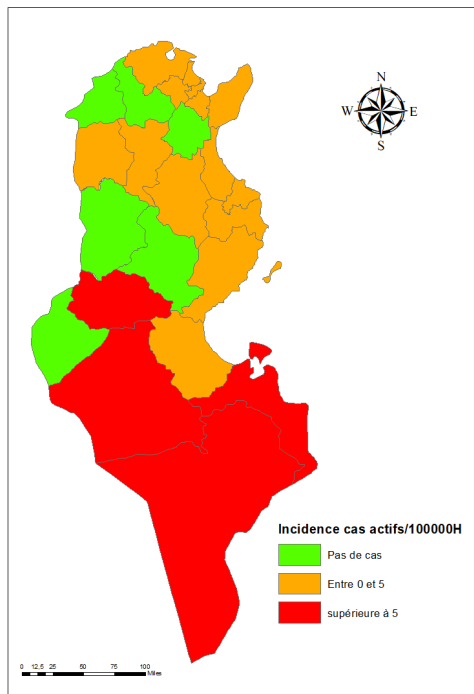 N
W E
S
Incidence cas actifs/100000H
Pas de cas
Entre 0 et 5
supérieure à 5
0 12,5 25 50 75 100
Miles